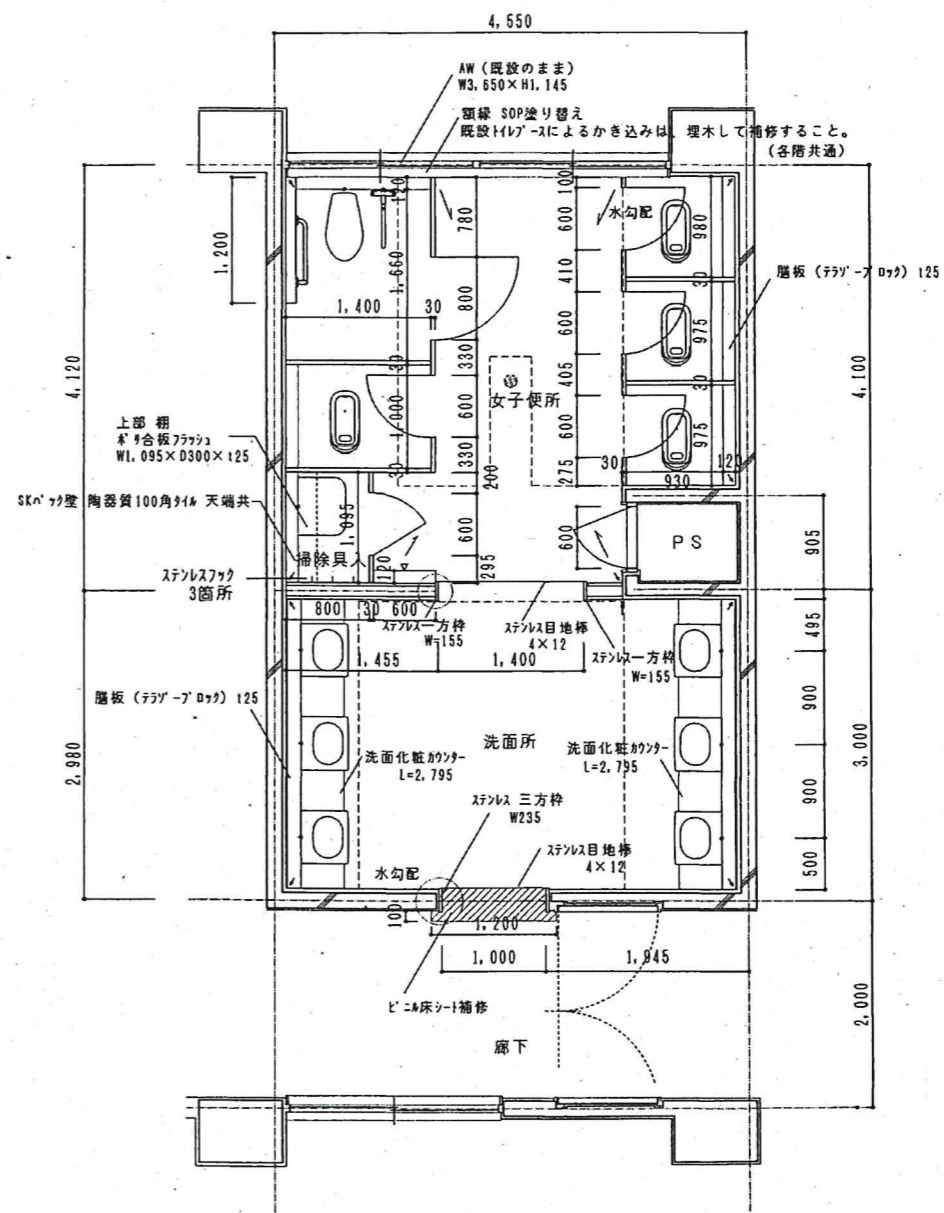 4,550
AW (既設のまま)
W3,650×H1,145
額縁 SOP塗り替え
既設トイレブースによるかき込みは、埋木して補修すること。
(各階共通)
水勾配
1,200
780
100
600
980
膳板 (テラゾーブロック) t25
1,660
410
30
1,400
30
800
600
975
4,120
4,100
330
405
30
30
女子便所
上部 棚
ポリ合板フラッシュ
W1,095×D300×t25
1,000
600
600
975
330
275
30
120
30
200
930
SKバック壁 陶器質100角タイル 天端共
1,095
600
600
PS
905
掃除具入
ステンレスフック
3箇所
120
295
800
30
600
ステンレス一方枠
W=155
ステンレス目地棒
4×12
ステンレス一方枠
W=155
495
1,455
1,400
膳板 (テラゾーブロック) t25
900
2,980
洗面所
3,000
洗面化粧カウンター
L=2,795
洗面化粧カウンター
L=2,795
ステンレス 三方枠
W235
900
ステンレス目地棒
4×12
水勾配
500
100
1,200
1,000
1,945
2,000
ビニル床シート補修
廊下